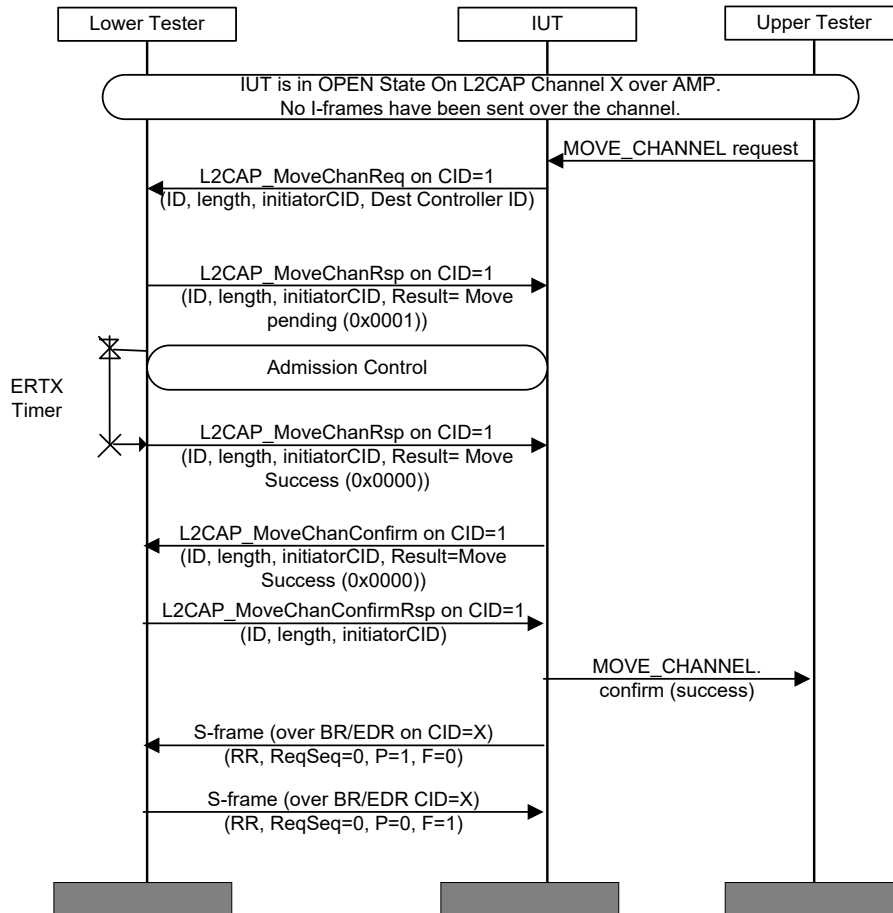 Lower Tester
IUT
Upper Tester
IUT is in OPEN State On L2CAP Channel X over AMP.
No I-frames have been sent over the channel.
MOVE_CHANNEL request
L2CAP_MoveChanReq on CID=1
(ID, length, initiatorCID, Dest Controller ID)
L2CAP_MoveChanRsp on CID=1
(ID, length, initiatorCID, Result= Move
pending (0x0001))
Admission Control
ERTX
Timer
L2CAP_MoveChanRsp on CID=1
(ID, length, initiatorCID, Result= Move
Success (0x0000))
L2CAP_MoveChanConfirm on CID=1
(ID, length, initiatorCID, Result=Move
Success (0x0000))
L2CAP_MoveChanConfirmRsp on CID=1
(ID, length, initiatorCID)
MOVE_CHANNEL.
confirm (success)
S-frame (over BR/EDR on CID=X)
(RR, ReqSeq=0, P=1, F=0)
S-frame (over BR/EDR CID=X)
(RR, ReqSeq=0, P=0, F=1)